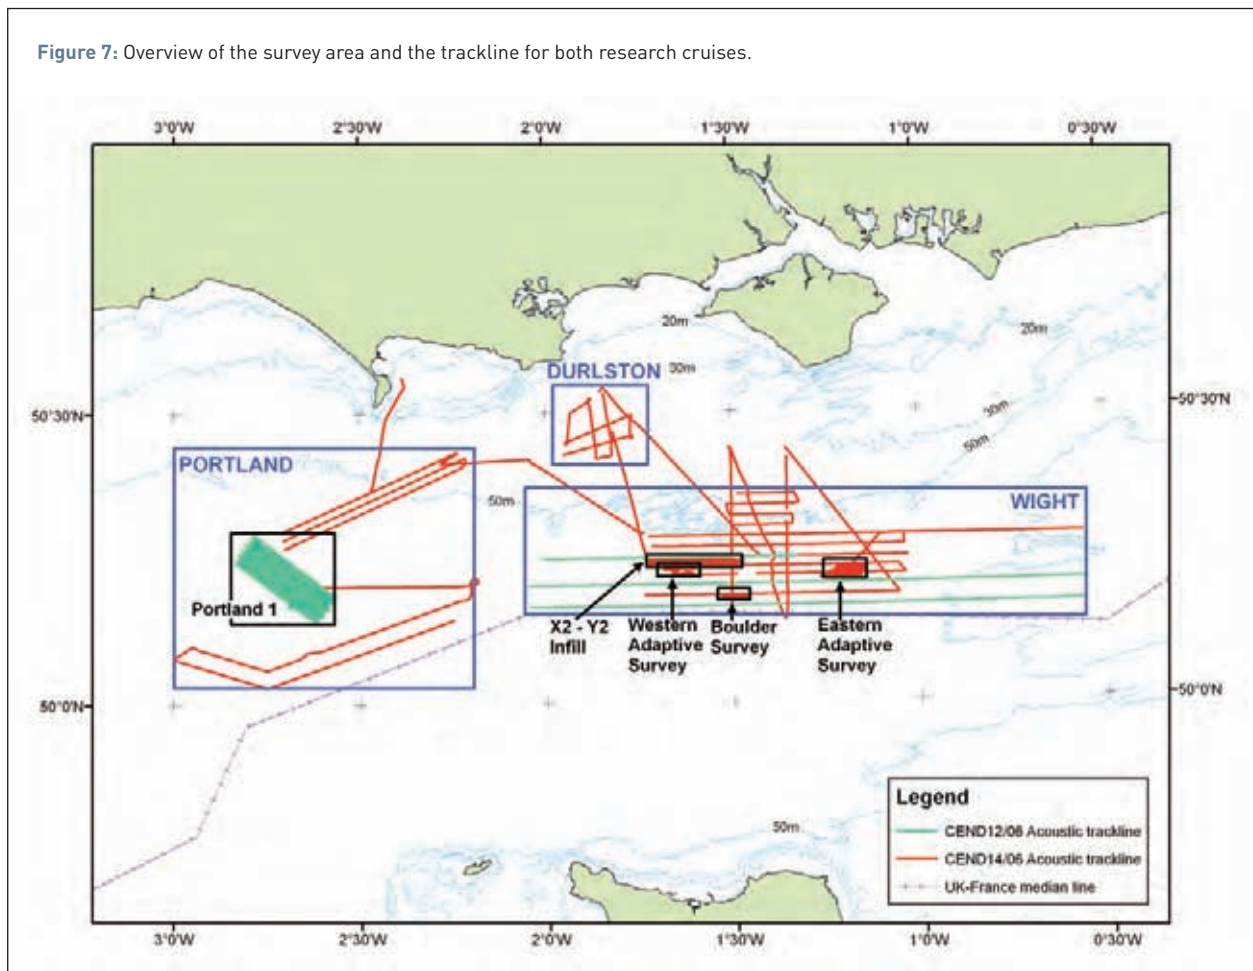 Figure 7: Overview of the survey area and the trackline for both research cruises.
3°0'W 2°30'W 2°0'W 1°30'W 1°0'W 0°30'W
20m
20m
DURLSTON 30m
50°30'N
30m
50°30'N
50m
PORTLAND
50m
WIGHT
Portland 1
X2 - Y2
Infill
Western
Adaptive
Survey
Boulder
Survey
Eastern
Adaptive
Survey
50°0'N
50°0'N
50m
Legend
CEND12/06 Acoustic trackline
CEND14/06 Acoustic trackline
UK-France median line
3°0'W 2°30'W 2°0'W 1°30'W 1°0'W 0°30'W